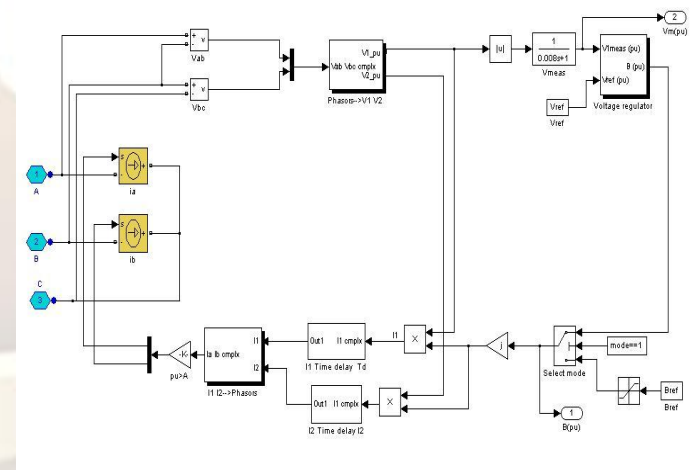 2
Vm(pu)
+
-
v
Vab
+
-
v
Vbc
Vab Vbc cmplx
V1_pu
V2_pu
Phasors-->V1 V2
|u|
1
0.008s+1
Vmeas
V1meas (pu)
B (pu)
Vref (pu)
Voltage regulator
Vref
Vref
1
A
s
-
+
ia
2
B
s
-
+
ib
C
3
-K-
pu>A
Ia Ib cmplx
I1
I2
I1 I2-->Phasors
Out1 I1 cmplx
I1 Time delay Td
I1
X
j
Select mode
mode==1
Bref
Bref
Out1 I1 cmplx
I2 Time delay I2
X
1
B(pu)